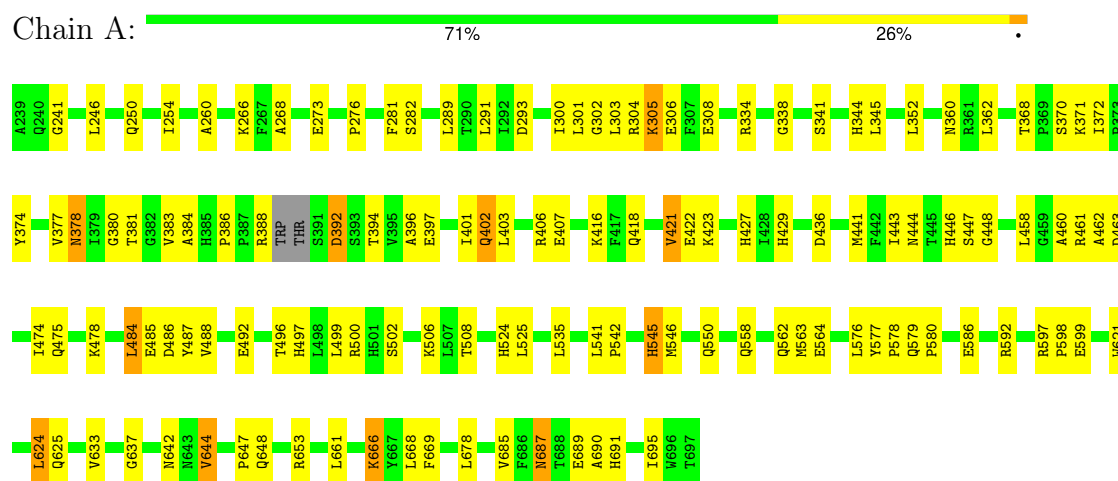 Chain A:
71% 26% •
A239 Q240 G241 L246 Q250 I254 A260 K266 F267 A268 E273 P276 F281 S282 L289 T290 L291 I292 D293 I300 L301 G302 L303 R304 K305 E306 F307 E308 R334 G338 S341 H344 L345 L352 N360 R361 L362 T368 P369 S370 K371 I372
Y374 V377 N378 I379 G380 T381 G382 V383 A384 H385 P386 P387 R388 TRP THR S391 D392 S393 T394 V395 A396 E397 I401 Q402 L403 R406 E407 K416 F417 Q418 V421 E422 K423 H427 I428 H429 D436 M441 F442 I443 N444 T445 H446 S447 G448 L458 G459 A460 R461 A462 D463
I474 Q475 K478 L484 E485 D486 Y487 V488 E492 T496 H497 L498 L499 R500 H501 S502 K506 L507 T508 H524 L525 L535 L541 P542 H545 M546 Q550 Q558 Q562 M563 E564 L576 Y577 P578 Q579 P580 E586 R592 R597 P598 E599
L624 Q625 V633 G637 N642 N643 V644 P647 Q648 R653 L661 K666 Y667 L668 F669 L678 V685 F686 N687 T688 E689 A690 H691 I695 W696 T697